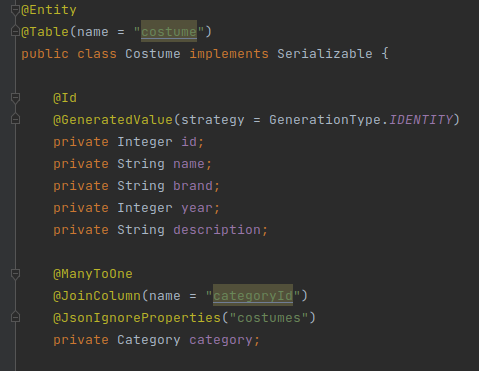 @Entity
@Table(name = "costume")
public class Costume implements Serializable {
@Id
@GeneratedValue(strategy = GenerationType.IDENTITY)
private Integer id;
private String name;
private String brand;
private Integer year;
private String description;
@ManyToOne
@JoinColumn(name = "categoryId")
@JsonIgnoreProperties("costumes")
private Category category;